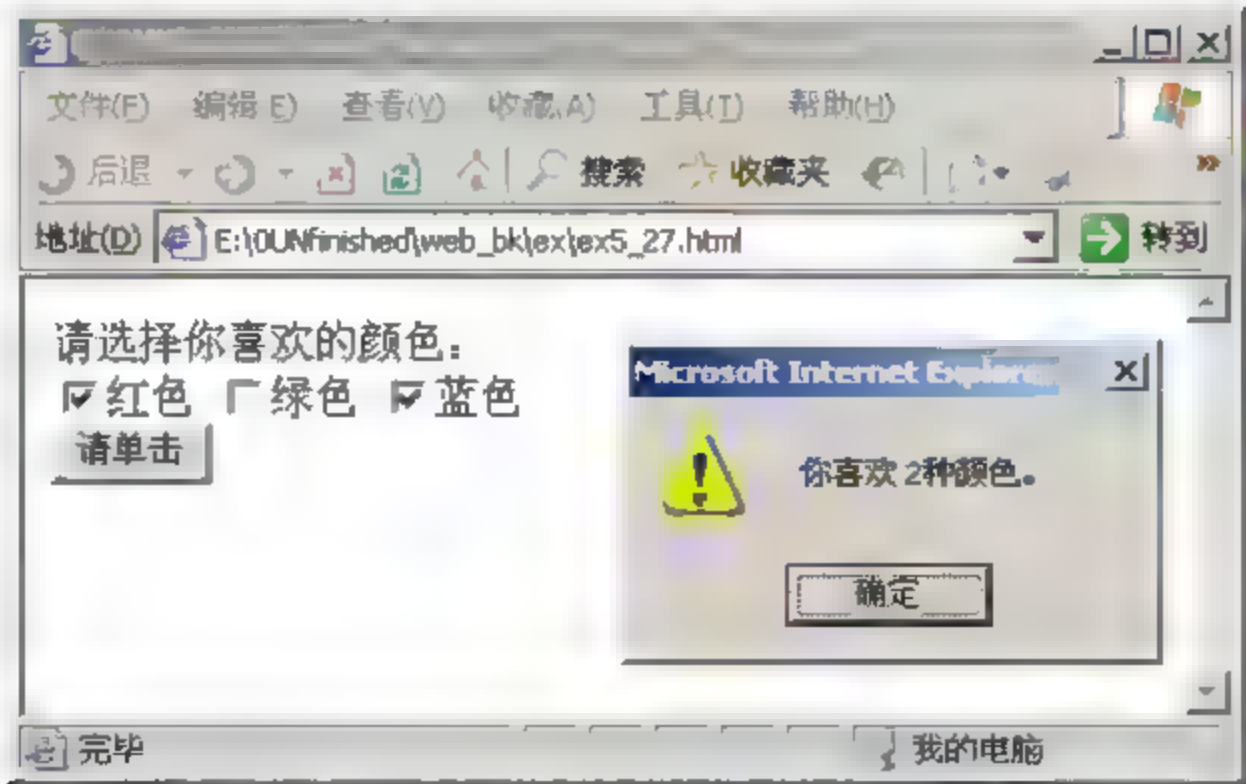 文件(F) 编辑 E) 查看(V) 收藏(A) 工具(T) 帮助(H)
后退 搜索 收藏夹
地址(D) E:\0UNfinished\web_bk\ex\ex5_27.html 转到
请选择你喜欢的颜色:
红色 绿色 蓝色
请单击
Microsoft Internet Explorer
你喜欢 2种颜色。
确定
完毕 我的电脑